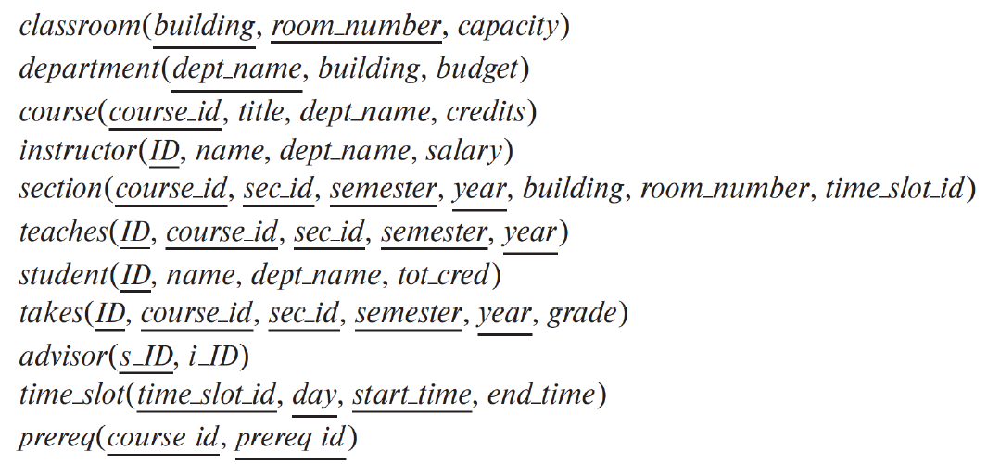 classroom(building, room_number, capacity)
department(dept_name, building, budget)
course(course_id, title, dept_name, credits)
instructor(ID, name, dept_name, salary)
section(course_id, sec_id, semester, year, building, room_number, time_slot_id)
teaches(ID, course_id, sec_id, semester, year)
student(ID, name, dept_name, tot_cred)
takes(ID, course_id, sec_id, semester, year, grade)
advisor(s_ID, i_ID)
time_slot(time_slot_id, day, start_time, end_time)
prereq(course_id, prereq_id)